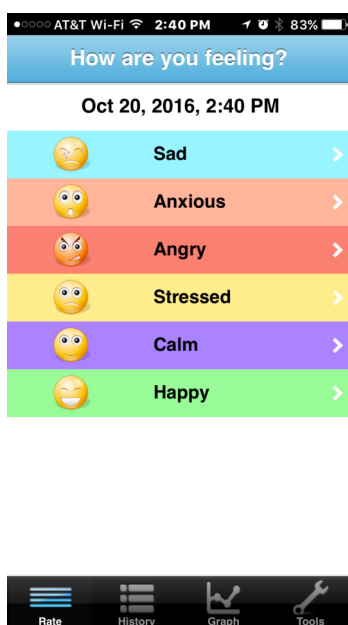 AT&T Wi-Fi 2:40 PM 83%
How are you feeling?
Oct 20, 2016, 2:40 PM
Sad
Anxious
Angry
Stressed
Calm
Happy
Rate History Graph Tools